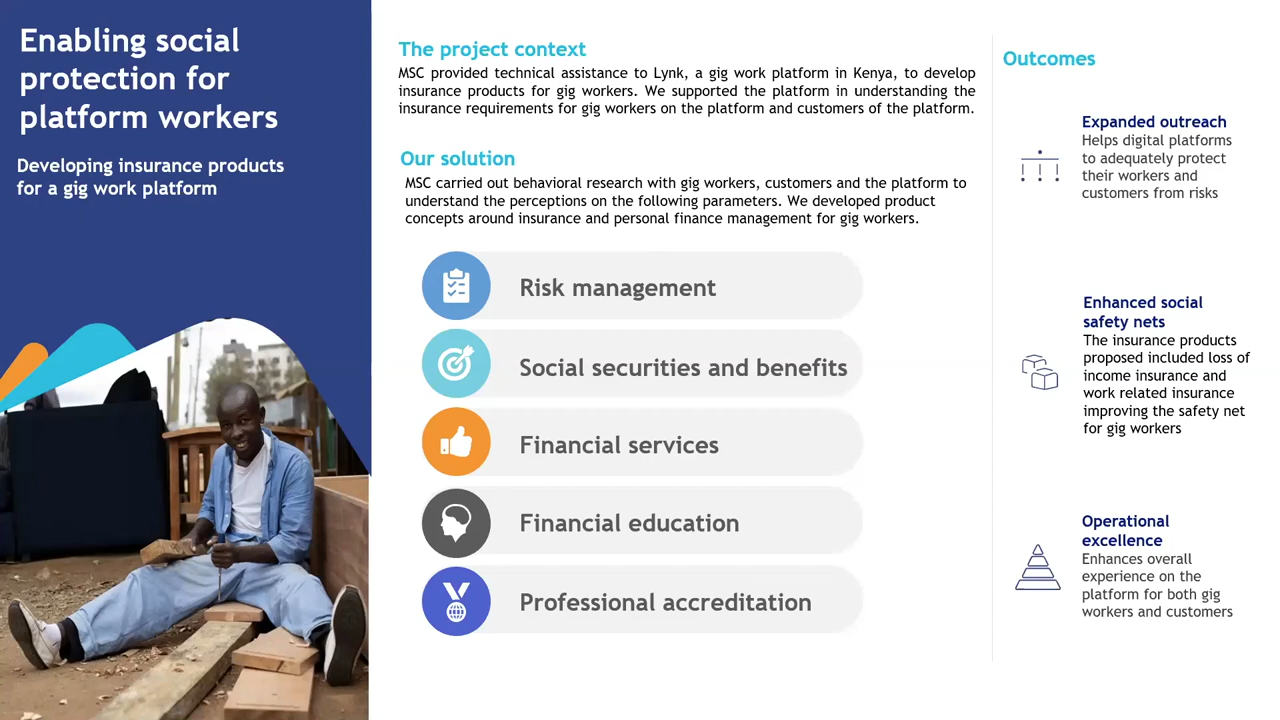 Enabling social
protection for
platform workers
Developing insurance products
for a gig work platform
The project context
MSC provided technical assistance to Lynk, a gig work platform in Kenya, to develop
insurance products for gig workers. We supported the platform in understanding the
insurance requirements for gig workers on the platform and customers of the platform.
Our solution
MSC carried out behavioral research with gig workers, customers and the platform to
understand the perceptions on the following parameters. We developed product
concepts around insurance and personal finance management for gig workers.
Risk management
Social securities and benefits
Financial services
Financial education
Professional accreditation
Outcomes
Expanded outreach
Helps digital platforms
to adequately protect
their workers and
customers from risks
Enhanced social
safety nets
The insurance products
proposed included loss of
income insurance and
work related insurance
improving the safety net
for gig workers
Operational
excellence
Enhances overall
experience on the
platform for both gig
workers and customers